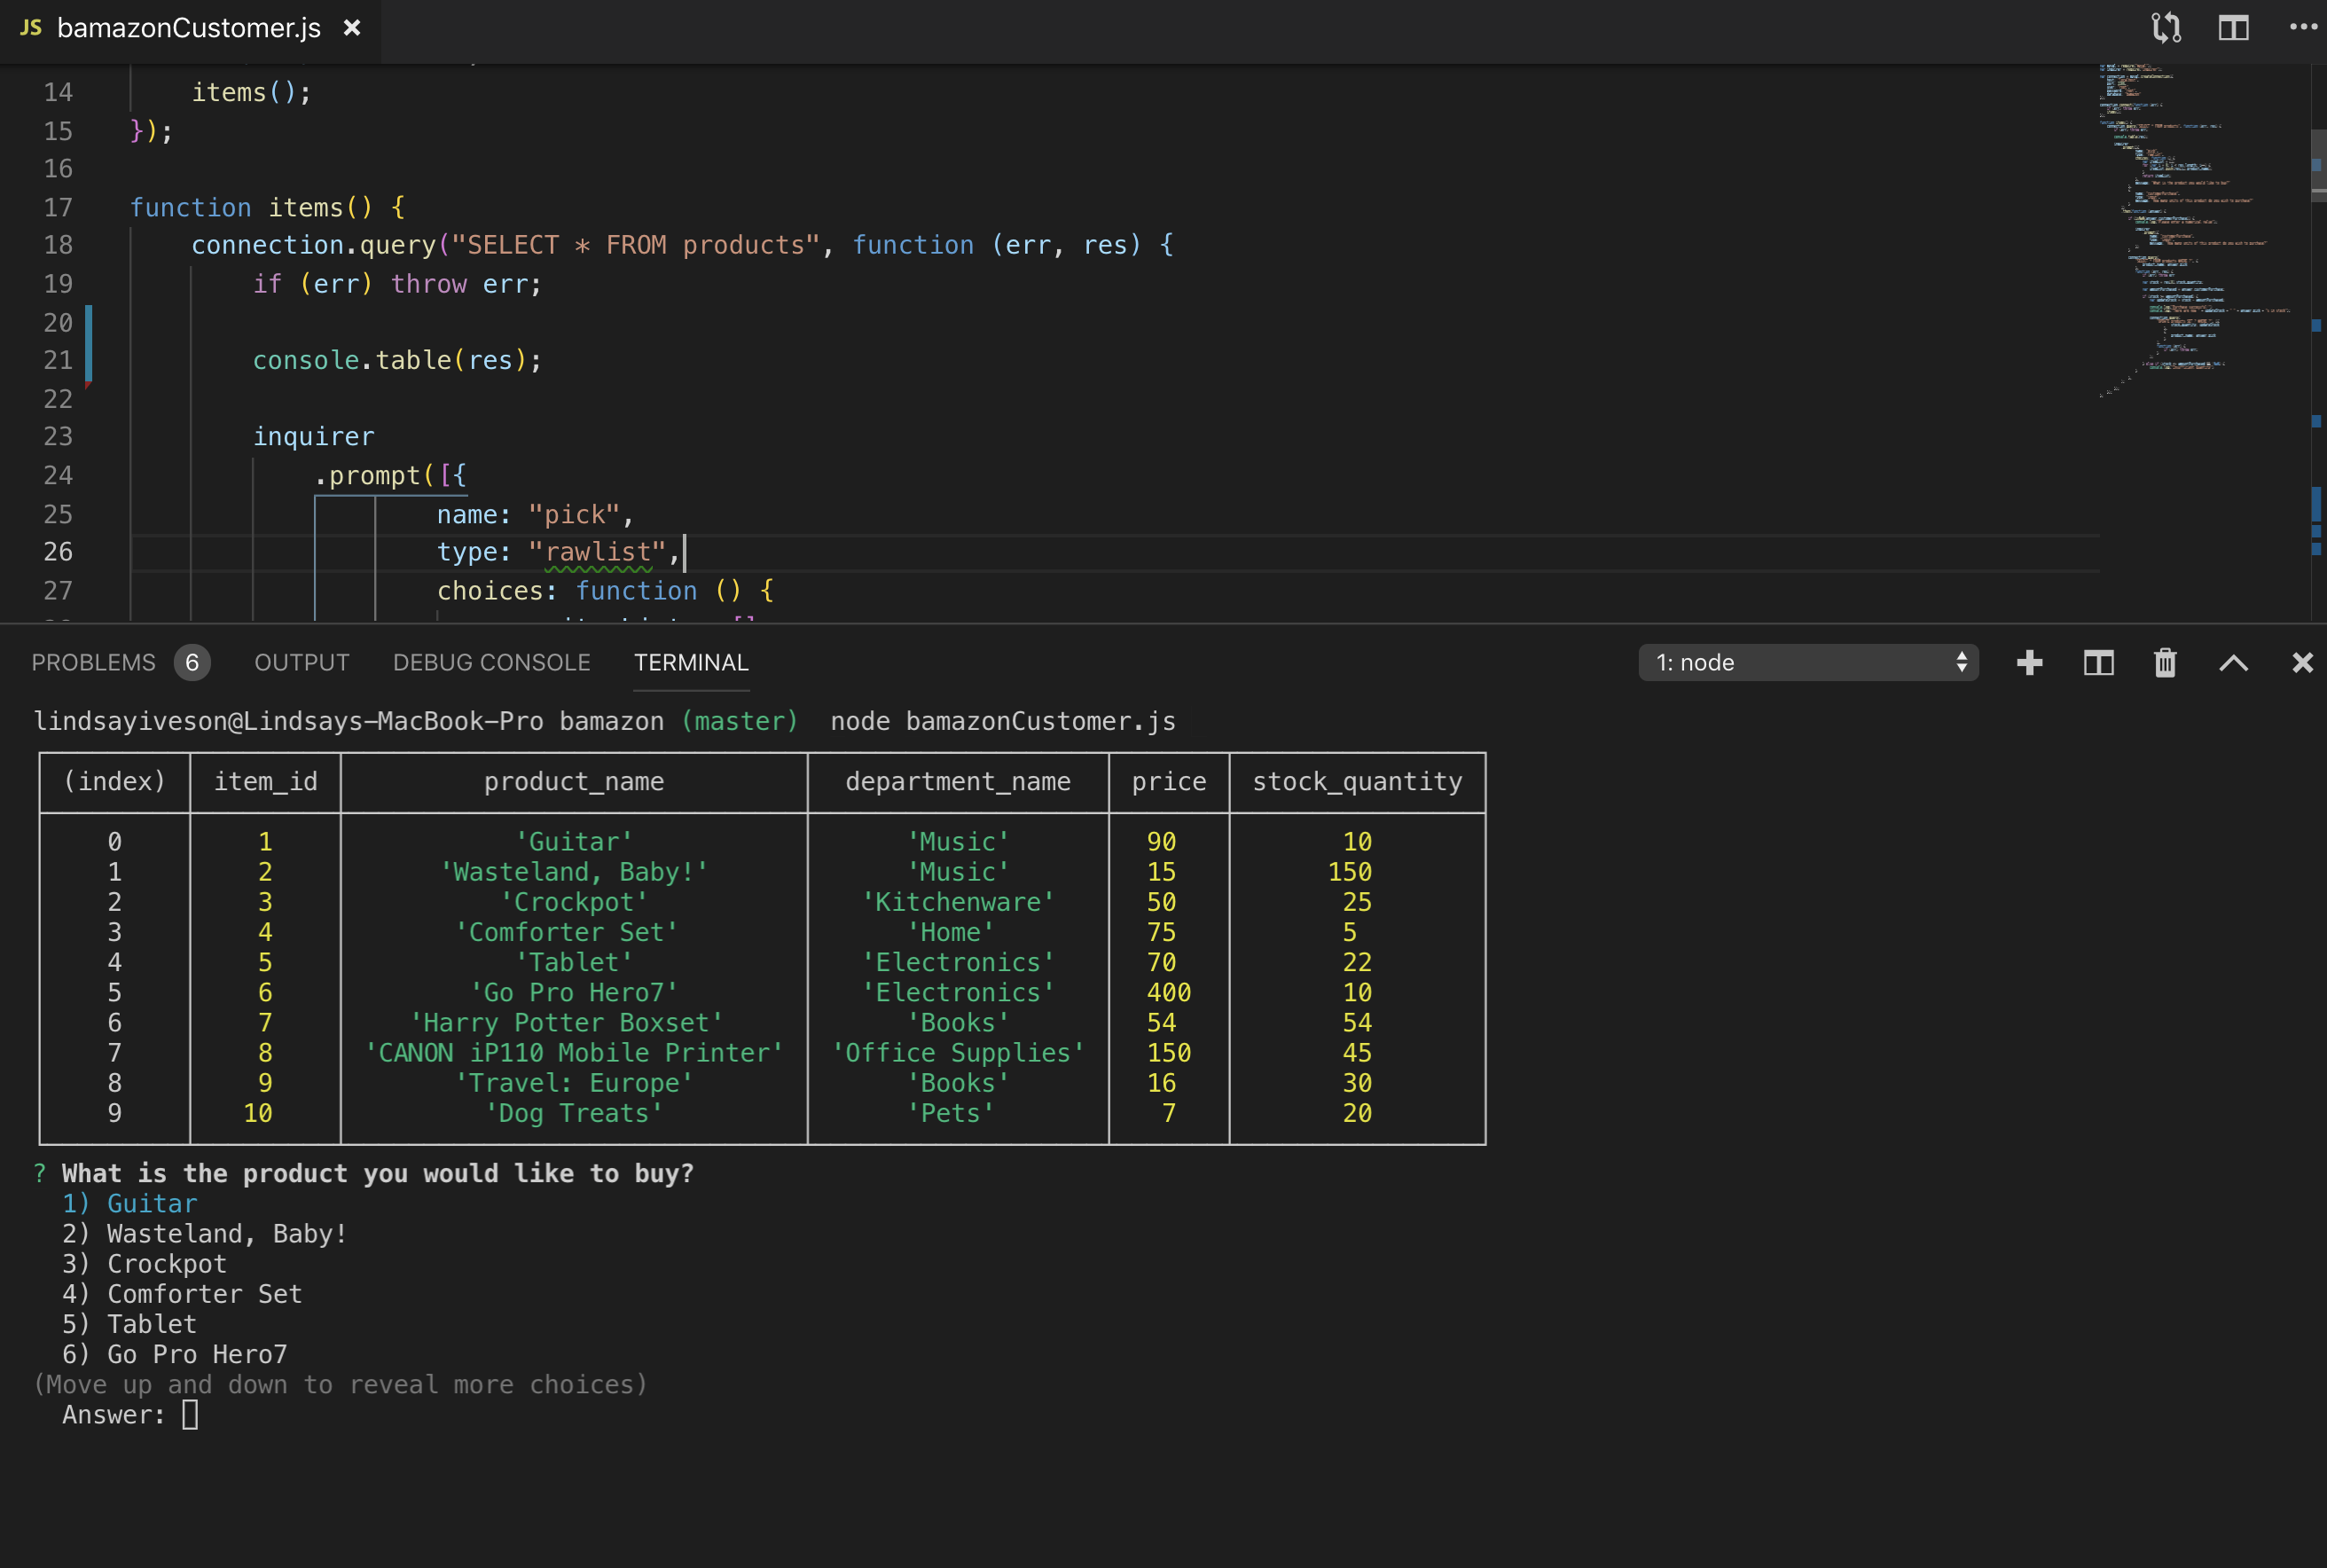 JS bamazonCustomer.js
14 items();
15 });
16
17 function items() {
18 connection.query("SELECT * FROM products", function (err, res) {
19 if (err) throw err;
20
21 console.table(res);
22
23 inquirer
24 .prompt([{
25 name: "pick",
26 type: "rawlist",
27 choices: function () {
PROBLEMS 6 OUTPUT DEBUG CONSOLE TERMINAL 1: node
lindsayiveson@Lindsays-MacBook-Pro bamazon (master) node bamazonCustomer.js
(index) item_id product_name department_name price stock_quantity
0 1 'Guitar' 'Music' 90 10
1 2 'Wasteland, Baby!' 'Music' 15 150
2 3 'Crockpot' 'Kitchenware' 50 25
3 4 'Comforter Set' 'Home' 75 5
4 5 'Tablet' 'Electronics' 70 22
5 6 'Go Pro Hero7' 'Electronics' 400 10
6 7 'Harry Potter Boxset' 'Books' 54 54
7 8 'CANON iP110 Mobile Printer' 'Office Supplies' 150 45
8 9 'Travel: Europe' 'Books' 16 30
9 10 'Dog Treats' 'Pets' 7 20
? What is the product you would like to buy?
1) Guitar
2) Wasteland, Baby!
3) Crockpot
4) Comforter Set
5) Tablet
6) Go Pro Hero7
(Move up and down to reveal more choices)
Answer: